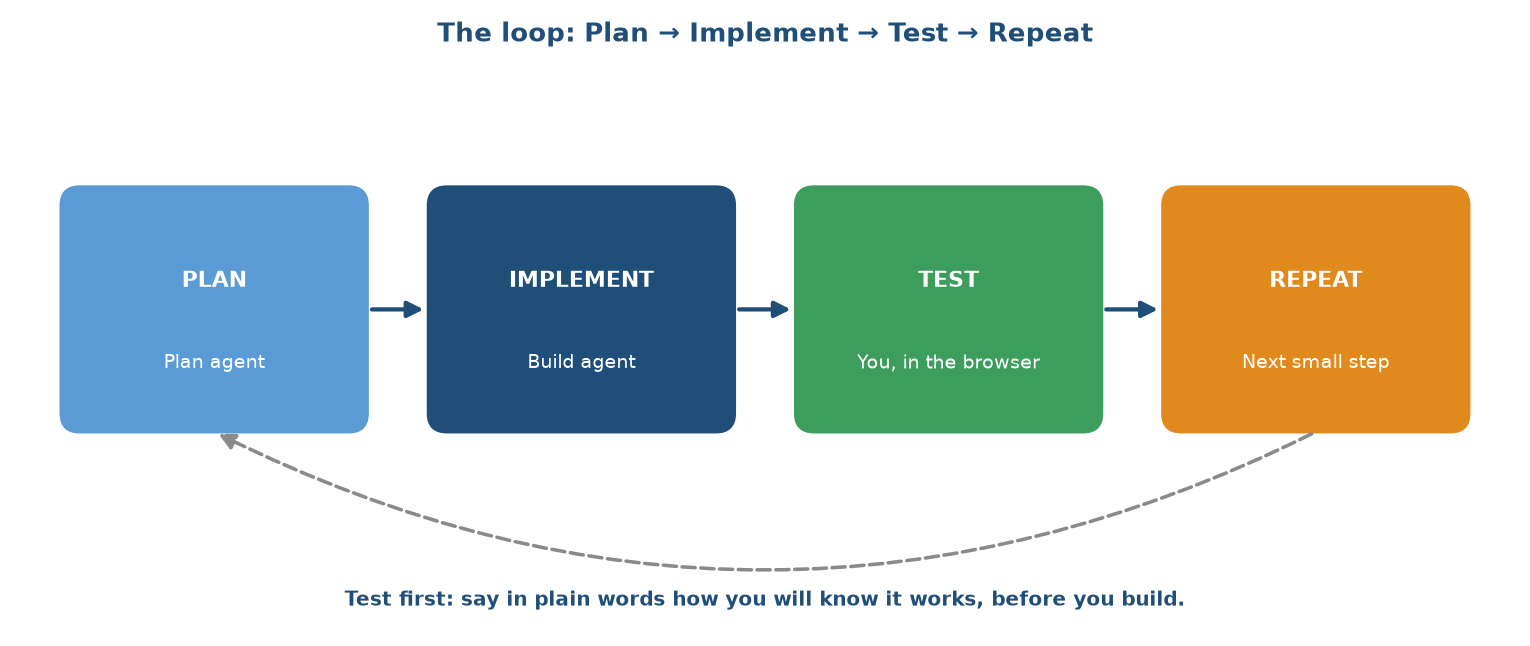 The loop: Plan → Implement → Test → Repeat
PLAN
Plan agent
IMPLEMENT
Build agent
TEST
You, in the browser
REPEAT
Next small step
Test first: say in plain words how you will know it works, before you build.